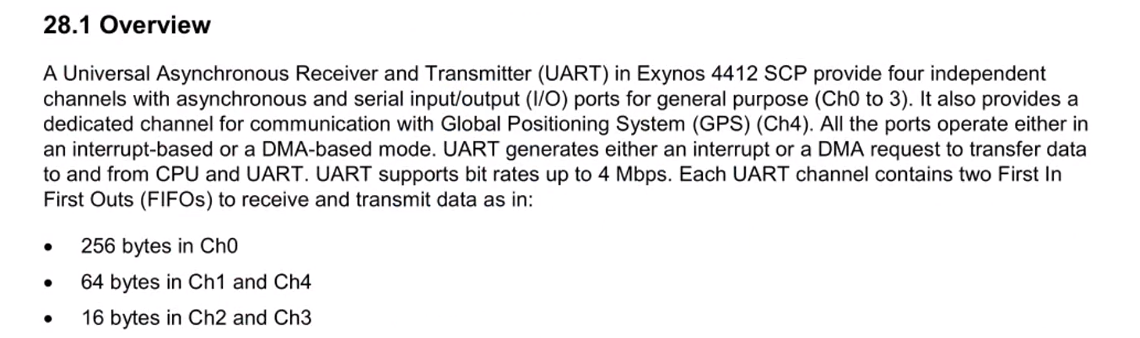 28.1 Overview
A Universal Asynchronous Receiver and Transmitter (UART) in Exynos 4412 SCP provide four independent
channels with asynchronous and serial input/output (I/O) ports for general purpose (Ch0 to 3). It also provides a
dedicated channel for communication with Global Positioning System (GPS) (Ch4). All the ports operate either in
an interrupt-based or a DMA-based mode. UART generates either an interrupt or a DMA request to transfer data
to and from CPU and UART. UART supports bit rates up to 4 Mbps. Each UART channel contains two First In
First Outs (FIFOs) to receive and transmit data as in:
• 256 bytes in Ch0
• 64 bytes in Ch1 and Ch4
• 16 bytes in Ch2 and Ch3